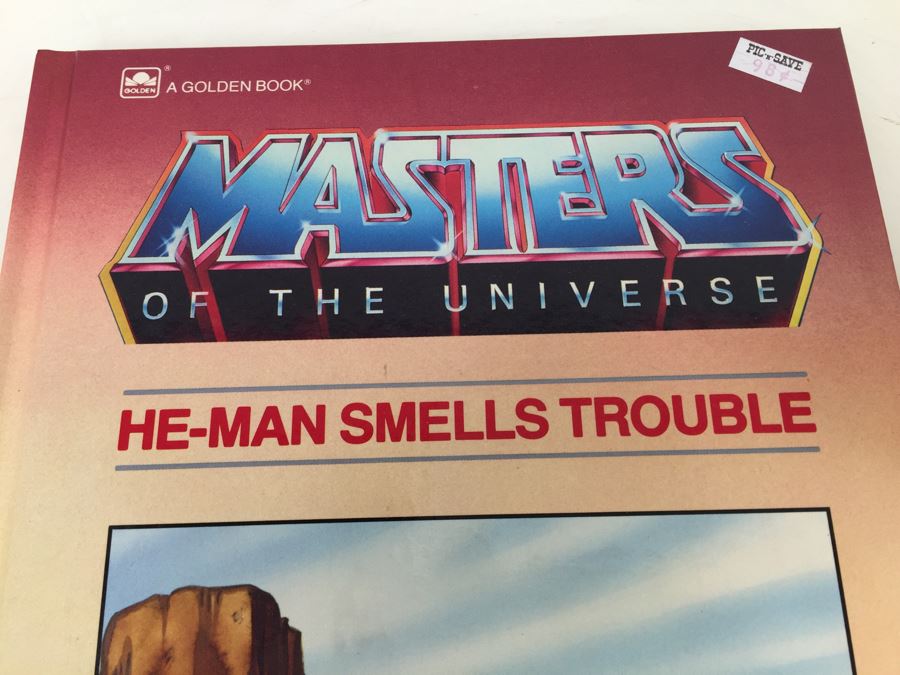 GOLDEN®
A GOLDEN BOOK®
PIC-N-SAVE
98¢
MASTERS
OF THE UNIVERSE
HE-MAN SMELLS TROUBLE